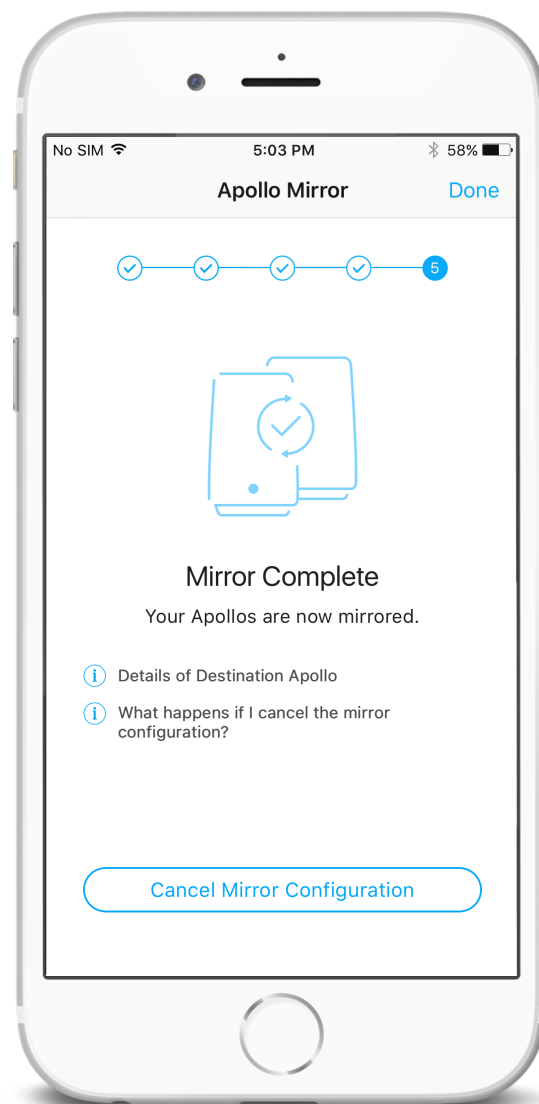 No SIM 5:03 PM 58%
Apollo Mirror Done
5
Mirror Complete
Your Apollos are now mirrored.
i Details of Destination Apollo
i What happens if I cancel the mirror
configuration?
Cancel Mirror Configuration